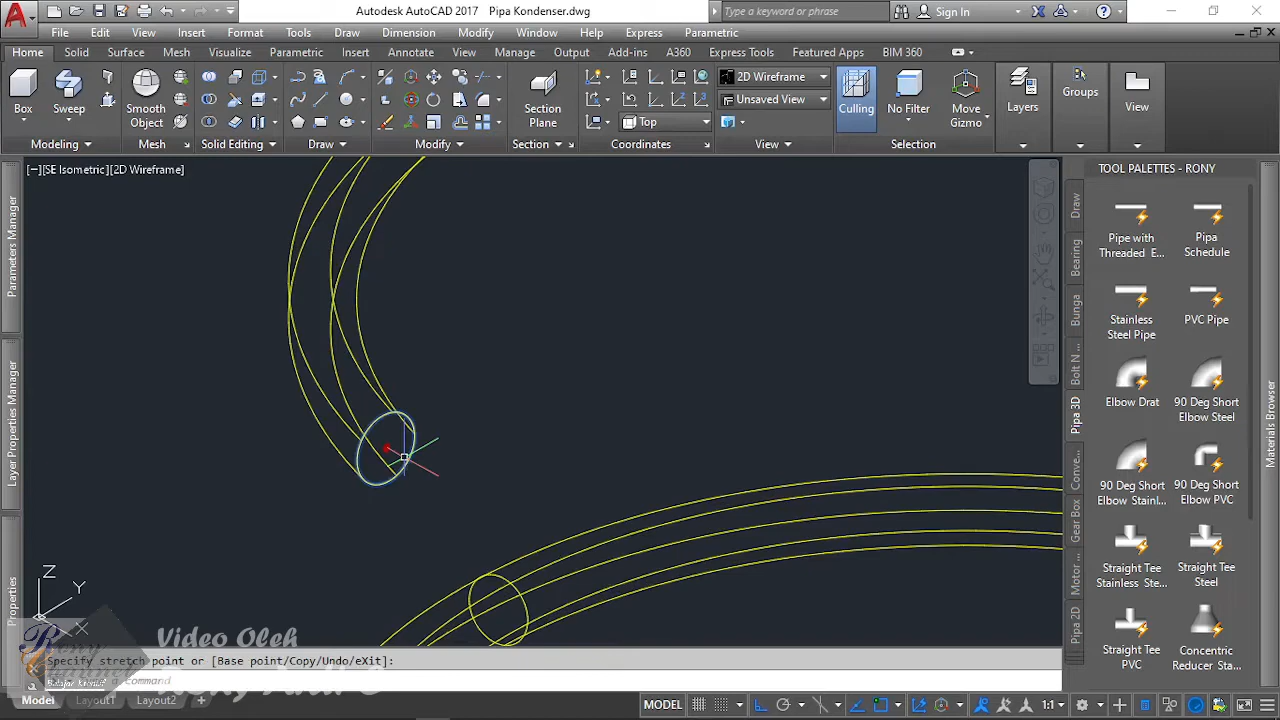 Autodesk AutoCAD 2017 Pipa Kondenser.dwg
Type a keyword or phrase
Sign In
File Edit View Insert Format Tools Draw Dimension Modify Window Help Express Parametric
Home Solid Surface Mesh Visualize Parametric Insert Annotate View Manage Output Add-ins A360 Express Tools Featured Apps BIM 360
Box
Sweep
Smooth
Object
Section
Plane
2D Wireframe
Unsaved View
Top
Culling
No Filter
Move
Gizmo
Layers
Groups
View
Modeling
Mesh
Solid Editing
Draw
Modify
Section
Coordinates
View
Selection
[−][SE Isometric][2D Wireframe]
Parameters Manager
Layer Properties Manager
Properties
TOOL PALETTES - RONY
Draw
Bearing
Bunga
Bolt N ...
Pipa 3D
Conve...
Gear Box
Motor ...
Pipa 2D
Materials Browser
Pipe with
Threaded E...
Pipa
Schedule
Stainless
Steel Pipe
PVC Pipe
Elbow Drat
90 Deg Short
Elbow Steel
90 Deg Short
Elbow Stainl...
90 Deg Short
Elbow PVC
Straight Tee
Stainless Ste...
Straight Tee
Steel
Straight Tee
PVC
Concentric
Reducer Sta...
Z
Y
X
Video Oleh
Rony
Specify stretch point or [Base point/Copy/Undo/eXit]:
a command
Model Layout1 Layout2 +
MODEL
1:1